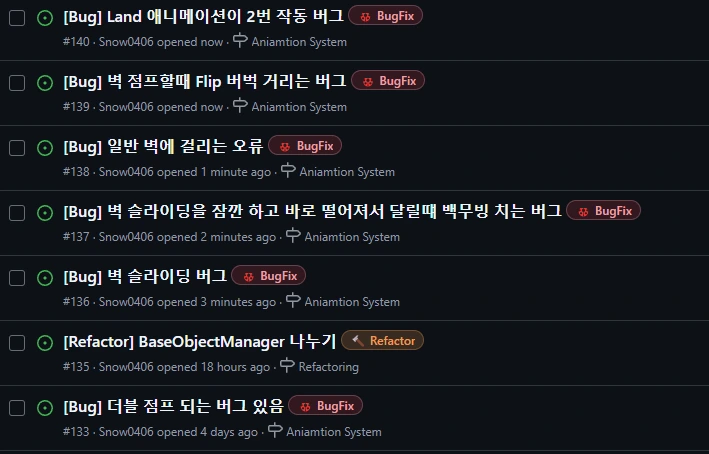 [Bug] Land 애니메이션이 2번 작동 버그 BugFix
#140 · Snow0406 opened now · Aniamtion System
[Bug] 벽 점프할때 Flip 버벅 거리는 버그 BugFix
#139 · Snow0406 opened now · Aniamtion System
[Bug] 일반 벽에 걸리는 오류 BugFix
#138 · Snow0406 opened 1 minute ago · Aniamtion System
[Bug] 벽 슬라이딩을 잠깐 하고 바로 떨어져서 달릴때 백무빙 치는 버그 BugFix
#137 · Snow0406 opened 2 minutes ago · Aniamtion System
[Bug] 벽 슬라이딩 버그 BugFix
#136 · Snow0406 opened 3 minutes ago · Aniamtion System
[Refactor] BaseObjectManager 나누기 Refactor
#135 · Snow0406 opened 18 hours ago · Refactoring
[Bug] 더블 점프 되는 버그 있음 BugFix
#133 · Snow0406 opened 4 days ago · Aniamtion System